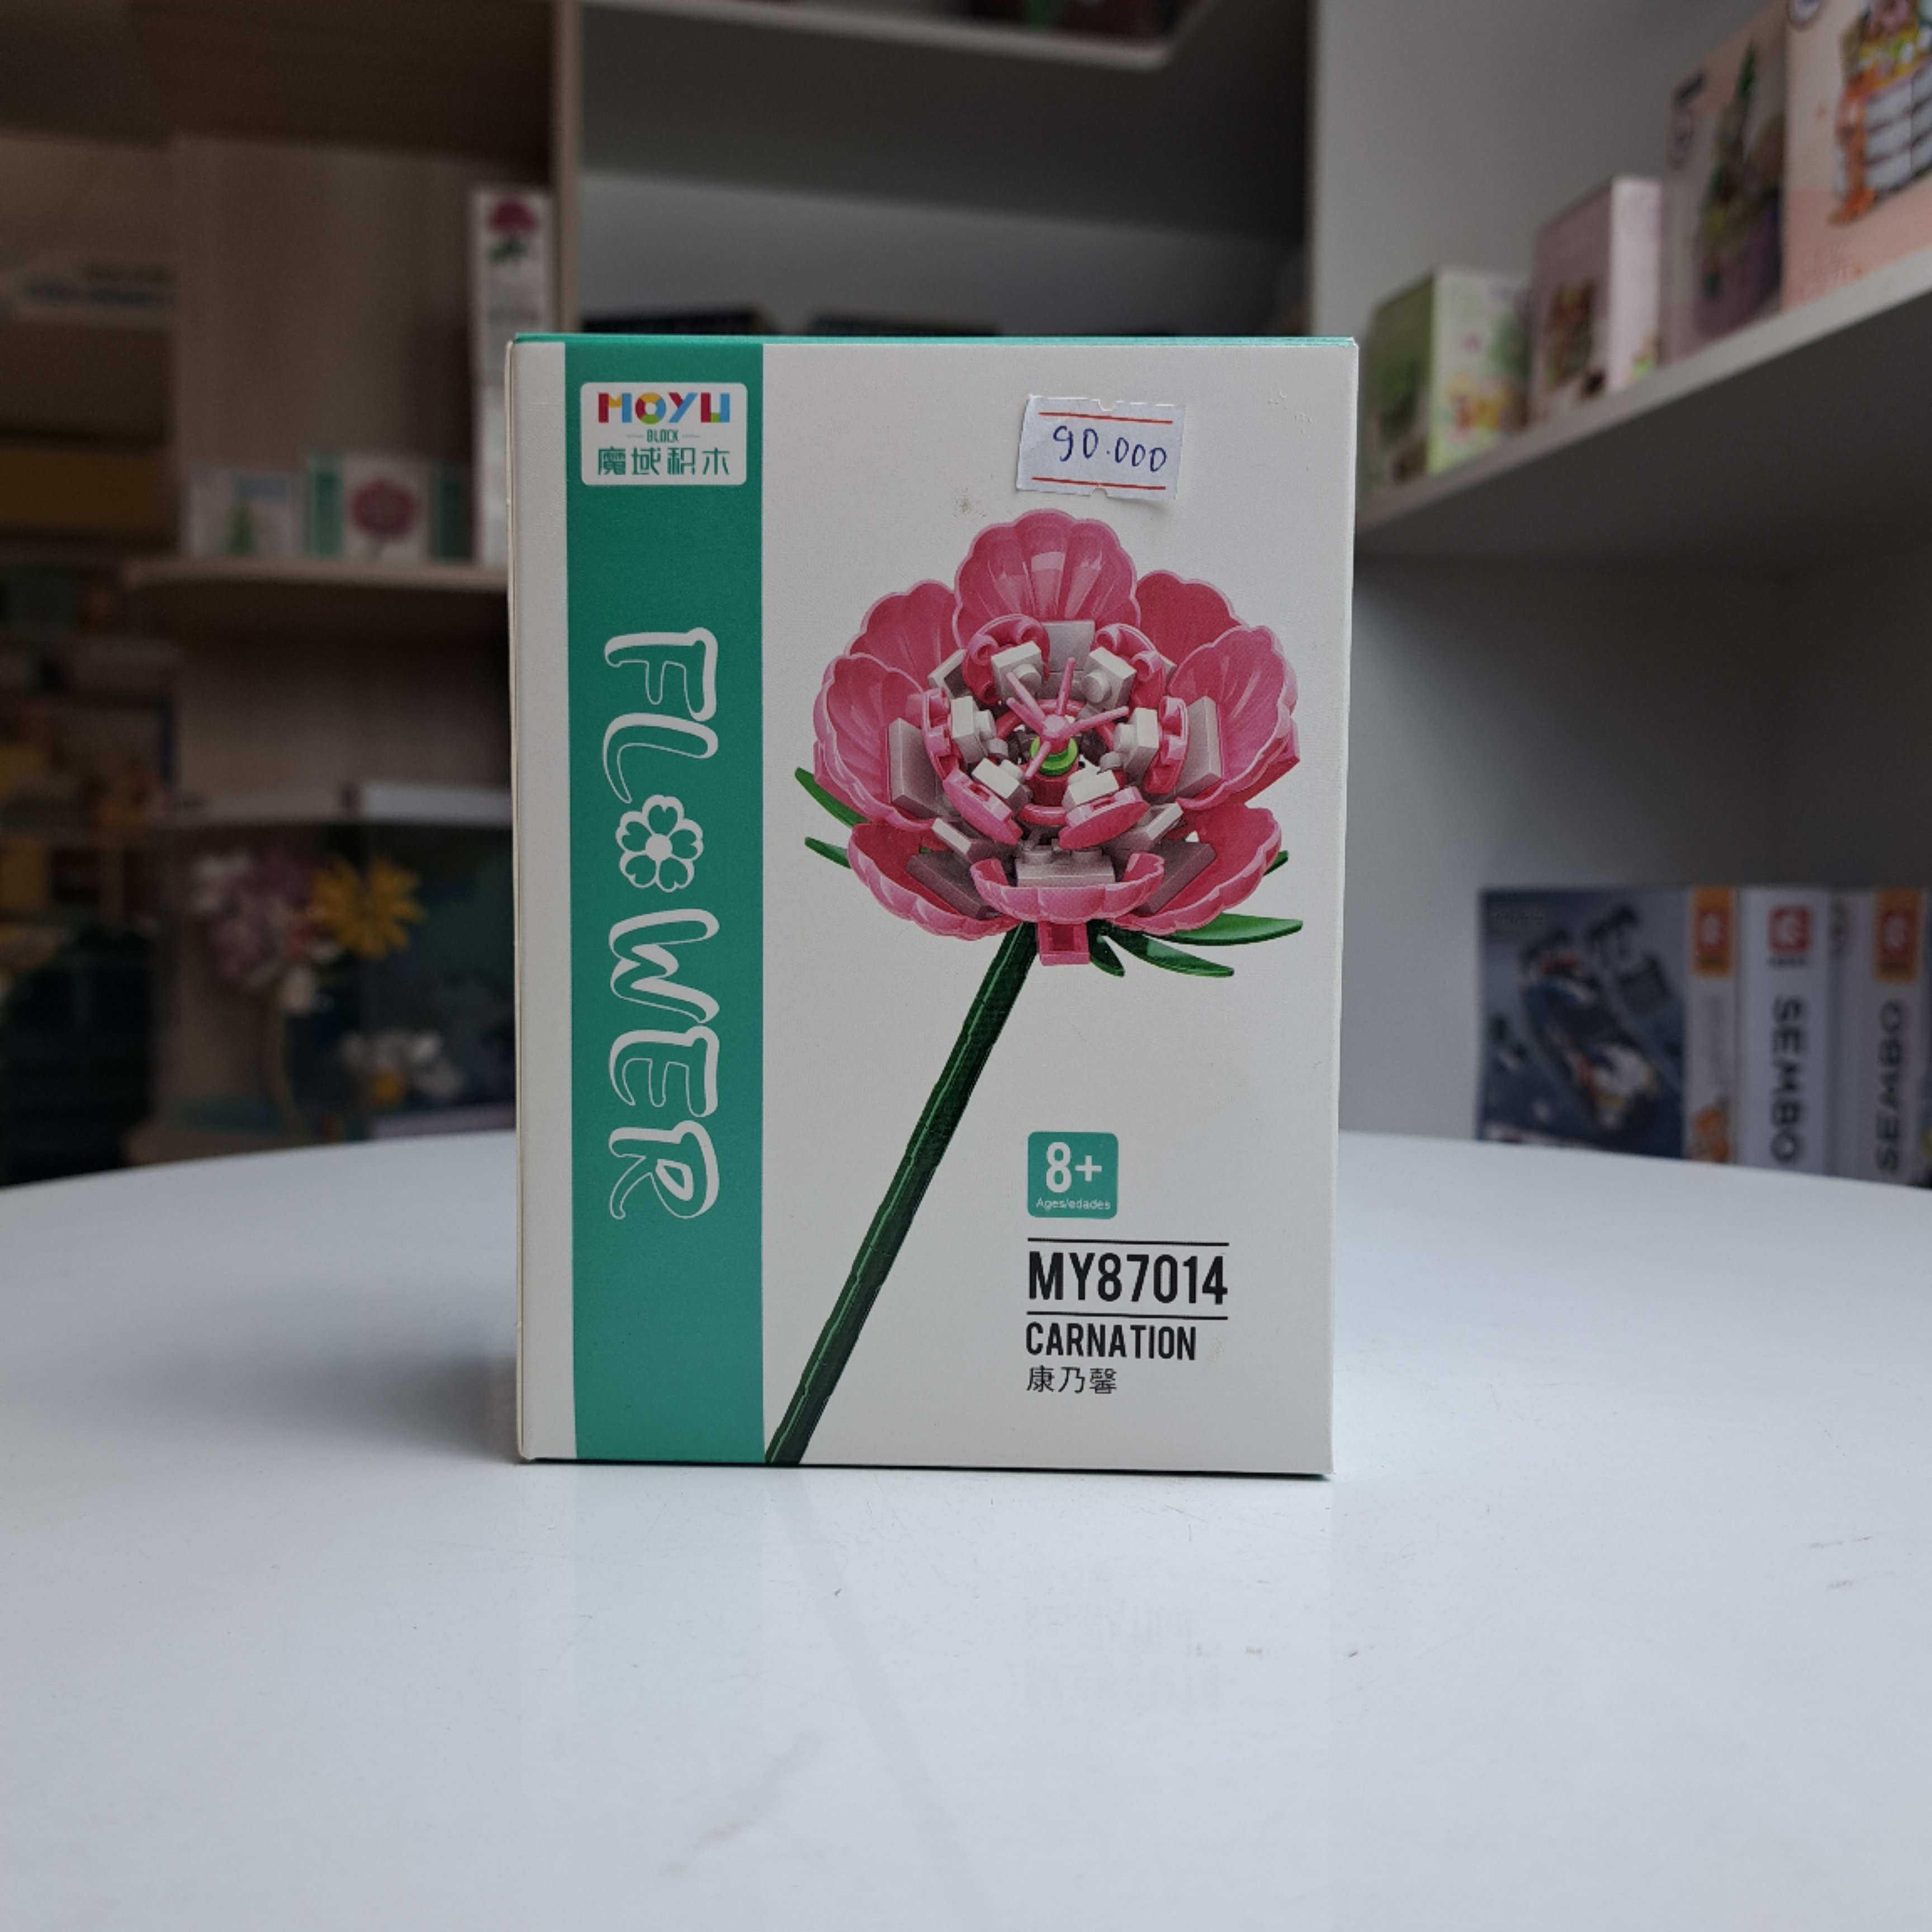 MOYU
BLOCK
魔域积木
90.000
FLOWER
8+
Ages/edades
MY87014
CARNATION
康乃馨
SEMBO
SEMBO